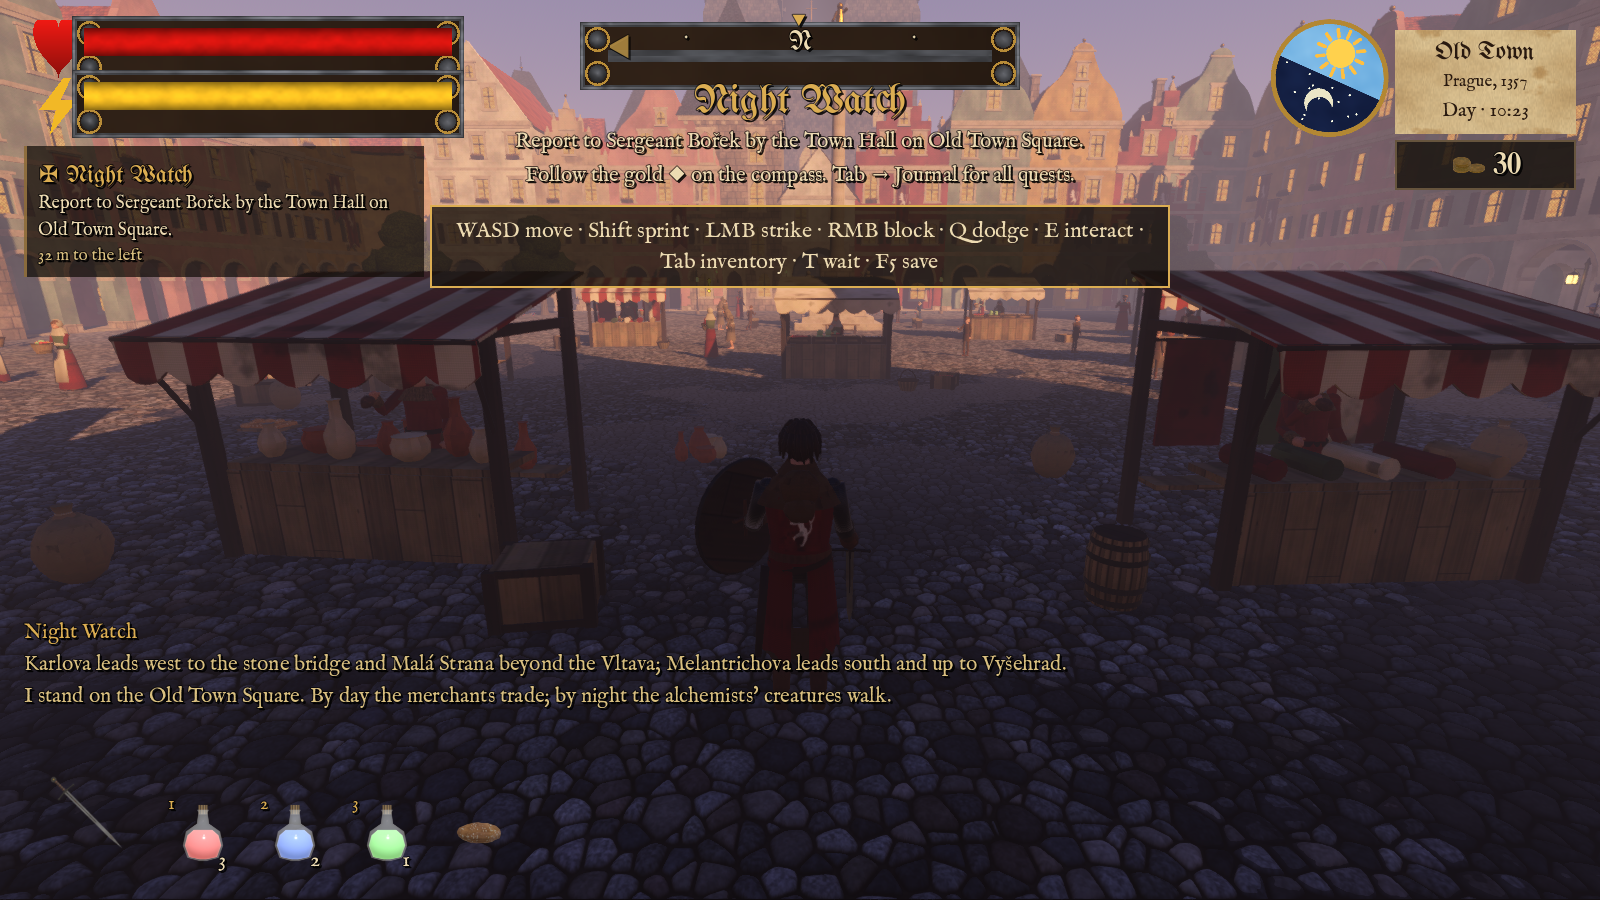 N
Night Watch
Report to Sergeant Bořek by the Town Hall on Old Town Square.
Follow the gold ◆ on the compass. Tab → Journal for all quests.
Old Town
Prague, 1357
Day · 10:23
30
✠ Night Watch
Report to Sergeant Bořek by the Town Hall on
Old Town Square.
32 m to the left
WASD move · Shift sprint · LMB strike · RMB block · Q dodge · E interact ·
Tab inventory · T wait · F5 save
Night Watch
Karlova leads west to the stone bridge and Malá Strana beyond the Vltava; Melantrichova leads south and up to Vyšehrad.
I stand on the Old Town Square. By day the merchants trade; by night the alchemists' creatures walk.
1 2 3
3 2 1